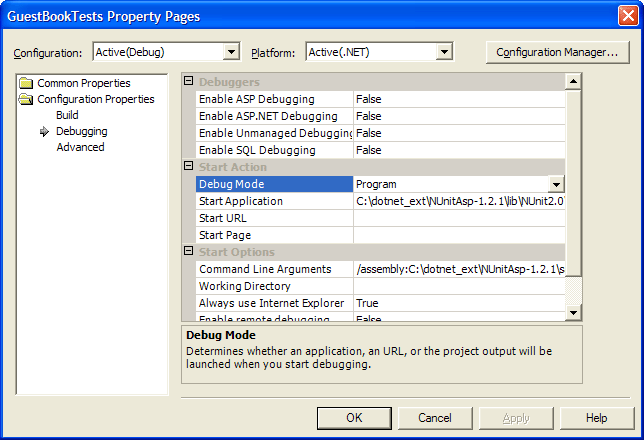 GuestBookTests Property Pages
Configuration: Active(Debug) Platform: Active(.NET) Configuration Manager...
Common Properties
Configuration Properties
Build
Debugging
Advanced
Debuggers
Enable ASP Debugging False
Enable ASP.NET Debugging False
Enable Unmanaged Debugging False
Enable SQL Debugging False
Start Action
Debug Mode Program
Start Application C:\dotnet_ext\NUnitAsp-1.2.1\lib\NUnit2.0
Start URL
Start Page
Start Options
Command Line Arguments /assembly:C:\dotnet_ext\NUnitAsp-1.2.1\s
Working Directory
Always use Internet Explorer True
Enable remote debugging False
Debug Mode
Determines whether an application, an URL, or the project output will be
launched when you start debugging.
OK Cancel Apply Help